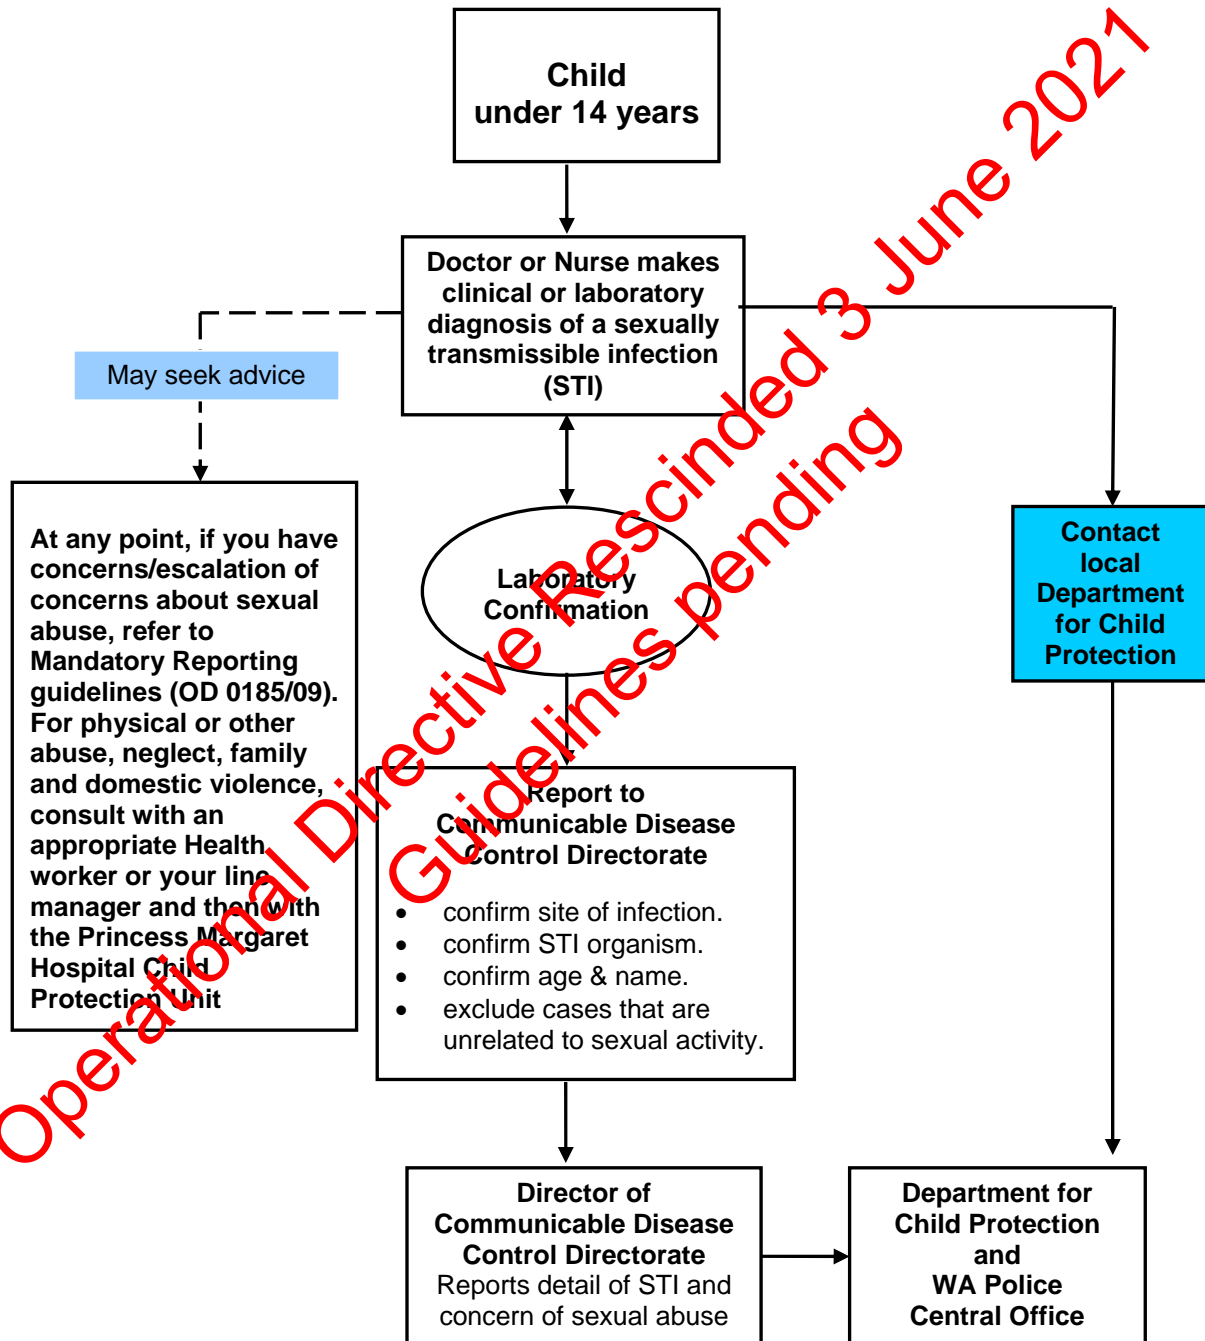 Child
under 14 years
Doctor or Nurse makes
clinical or laboratory
diagnosis of a sexually
transmissible infection
(STI)
May seek advice
At any point, if you have
concerns/escalation of
concerns about sexual
abuse, refer to
Mandatory Reporting
guidelines (OD 0185/09).
For physical or other
abuse, neglect, family
and domestic violence,
consult with an
appropriate Health
worker or your line
manager and then with
the Princess Margaret
Hospital Child
Protection Unit
Laboratory
Confirmation
Contact
local
Department
for Child
Protection
Report to
Communicable Disease
Control Directorate
• confirm site of infection.
• confirm STI organism.
• confirm age & name.
• exclude cases that are
unrelated to sexual activity.
Director of
Communicable Disease
Control Directorate
Reports detail of STI and
concern of sexual abuse
Department for
Child Protection
and
WA Police
Central Office
Operational Directive Rescinded 3 June 2021
Guidelines pending